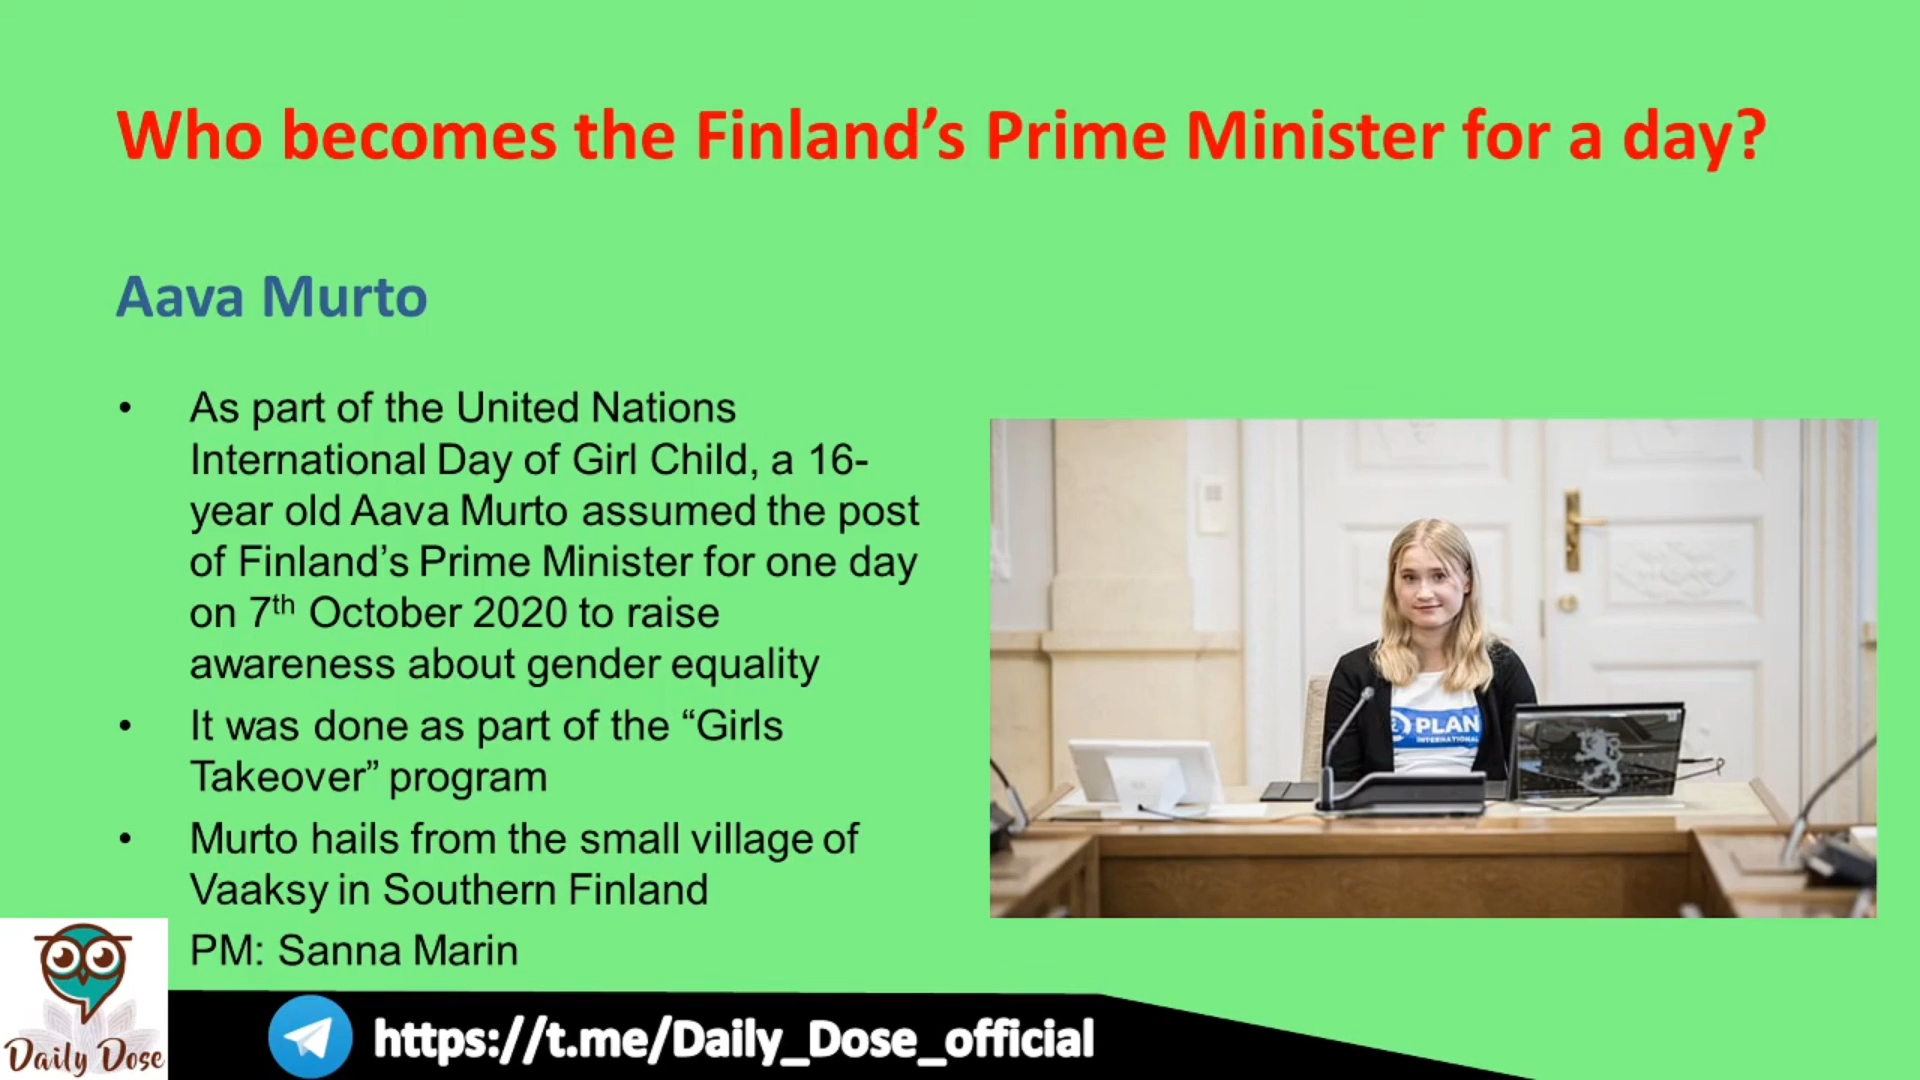 Who becomes the Finland’s Prime Minister for a day?
Aava Murto
• As part of the United Nations
International Day of Girl Child, a 16-
year old Aava Murto assumed the post
of Finland’s Prime Minister for one day
on 7th October 2020 to raise
awareness about gender equality
• It was done as part of the “Girls
Takeover” program
• Murto hails from the small village of
Vaaksy in Southern Finland
PM: Sanna Marin
PLAN
INTERNATIONAL
Daily Dose
https://t.me/Daily_Dose_official